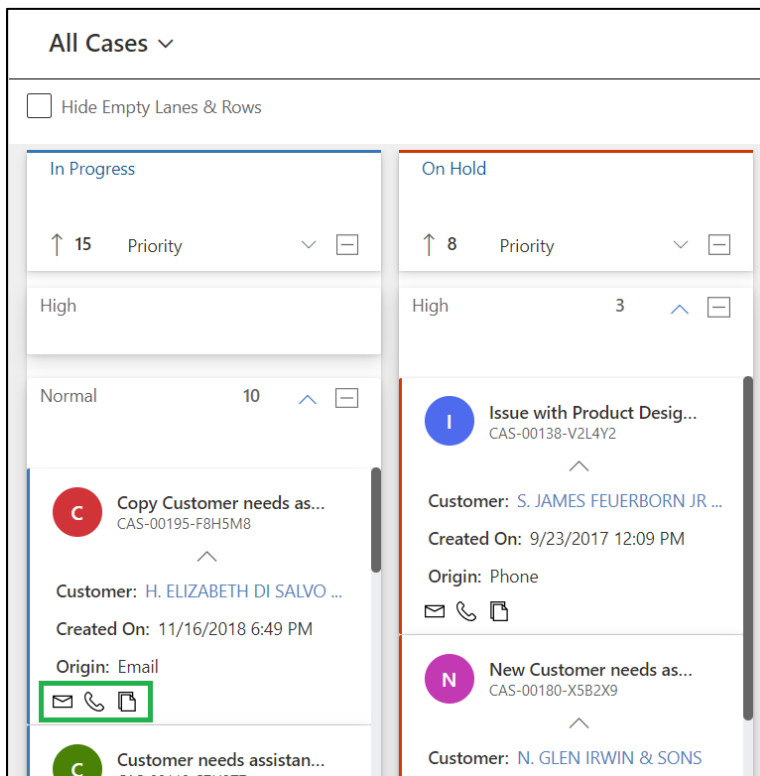 All Cases
Hide Empty Lanes & Rows
In Progress
15 Priority
High
Normal 10
C
Copy Customer needs as...
CAS-00195-F8H5M8
Customer: H. ELIZABETH DI SALVO ...
Created On: 11/16/2018 6:49 PM
Origin: Email
C
Customer needs assistan...
On Hold
8 Priority
High 3
I
Issue with Product Desig...
CAS-00138-V2L4Y2
Customer: S. JAMES FEUERBORN JR ...
Created On: 9/23/2017 12:09 PM
Origin: Phone
N
New Customer needs as...
CAS-00180-X5B2X9
Customer: N. GLEN IRWIN & SONS